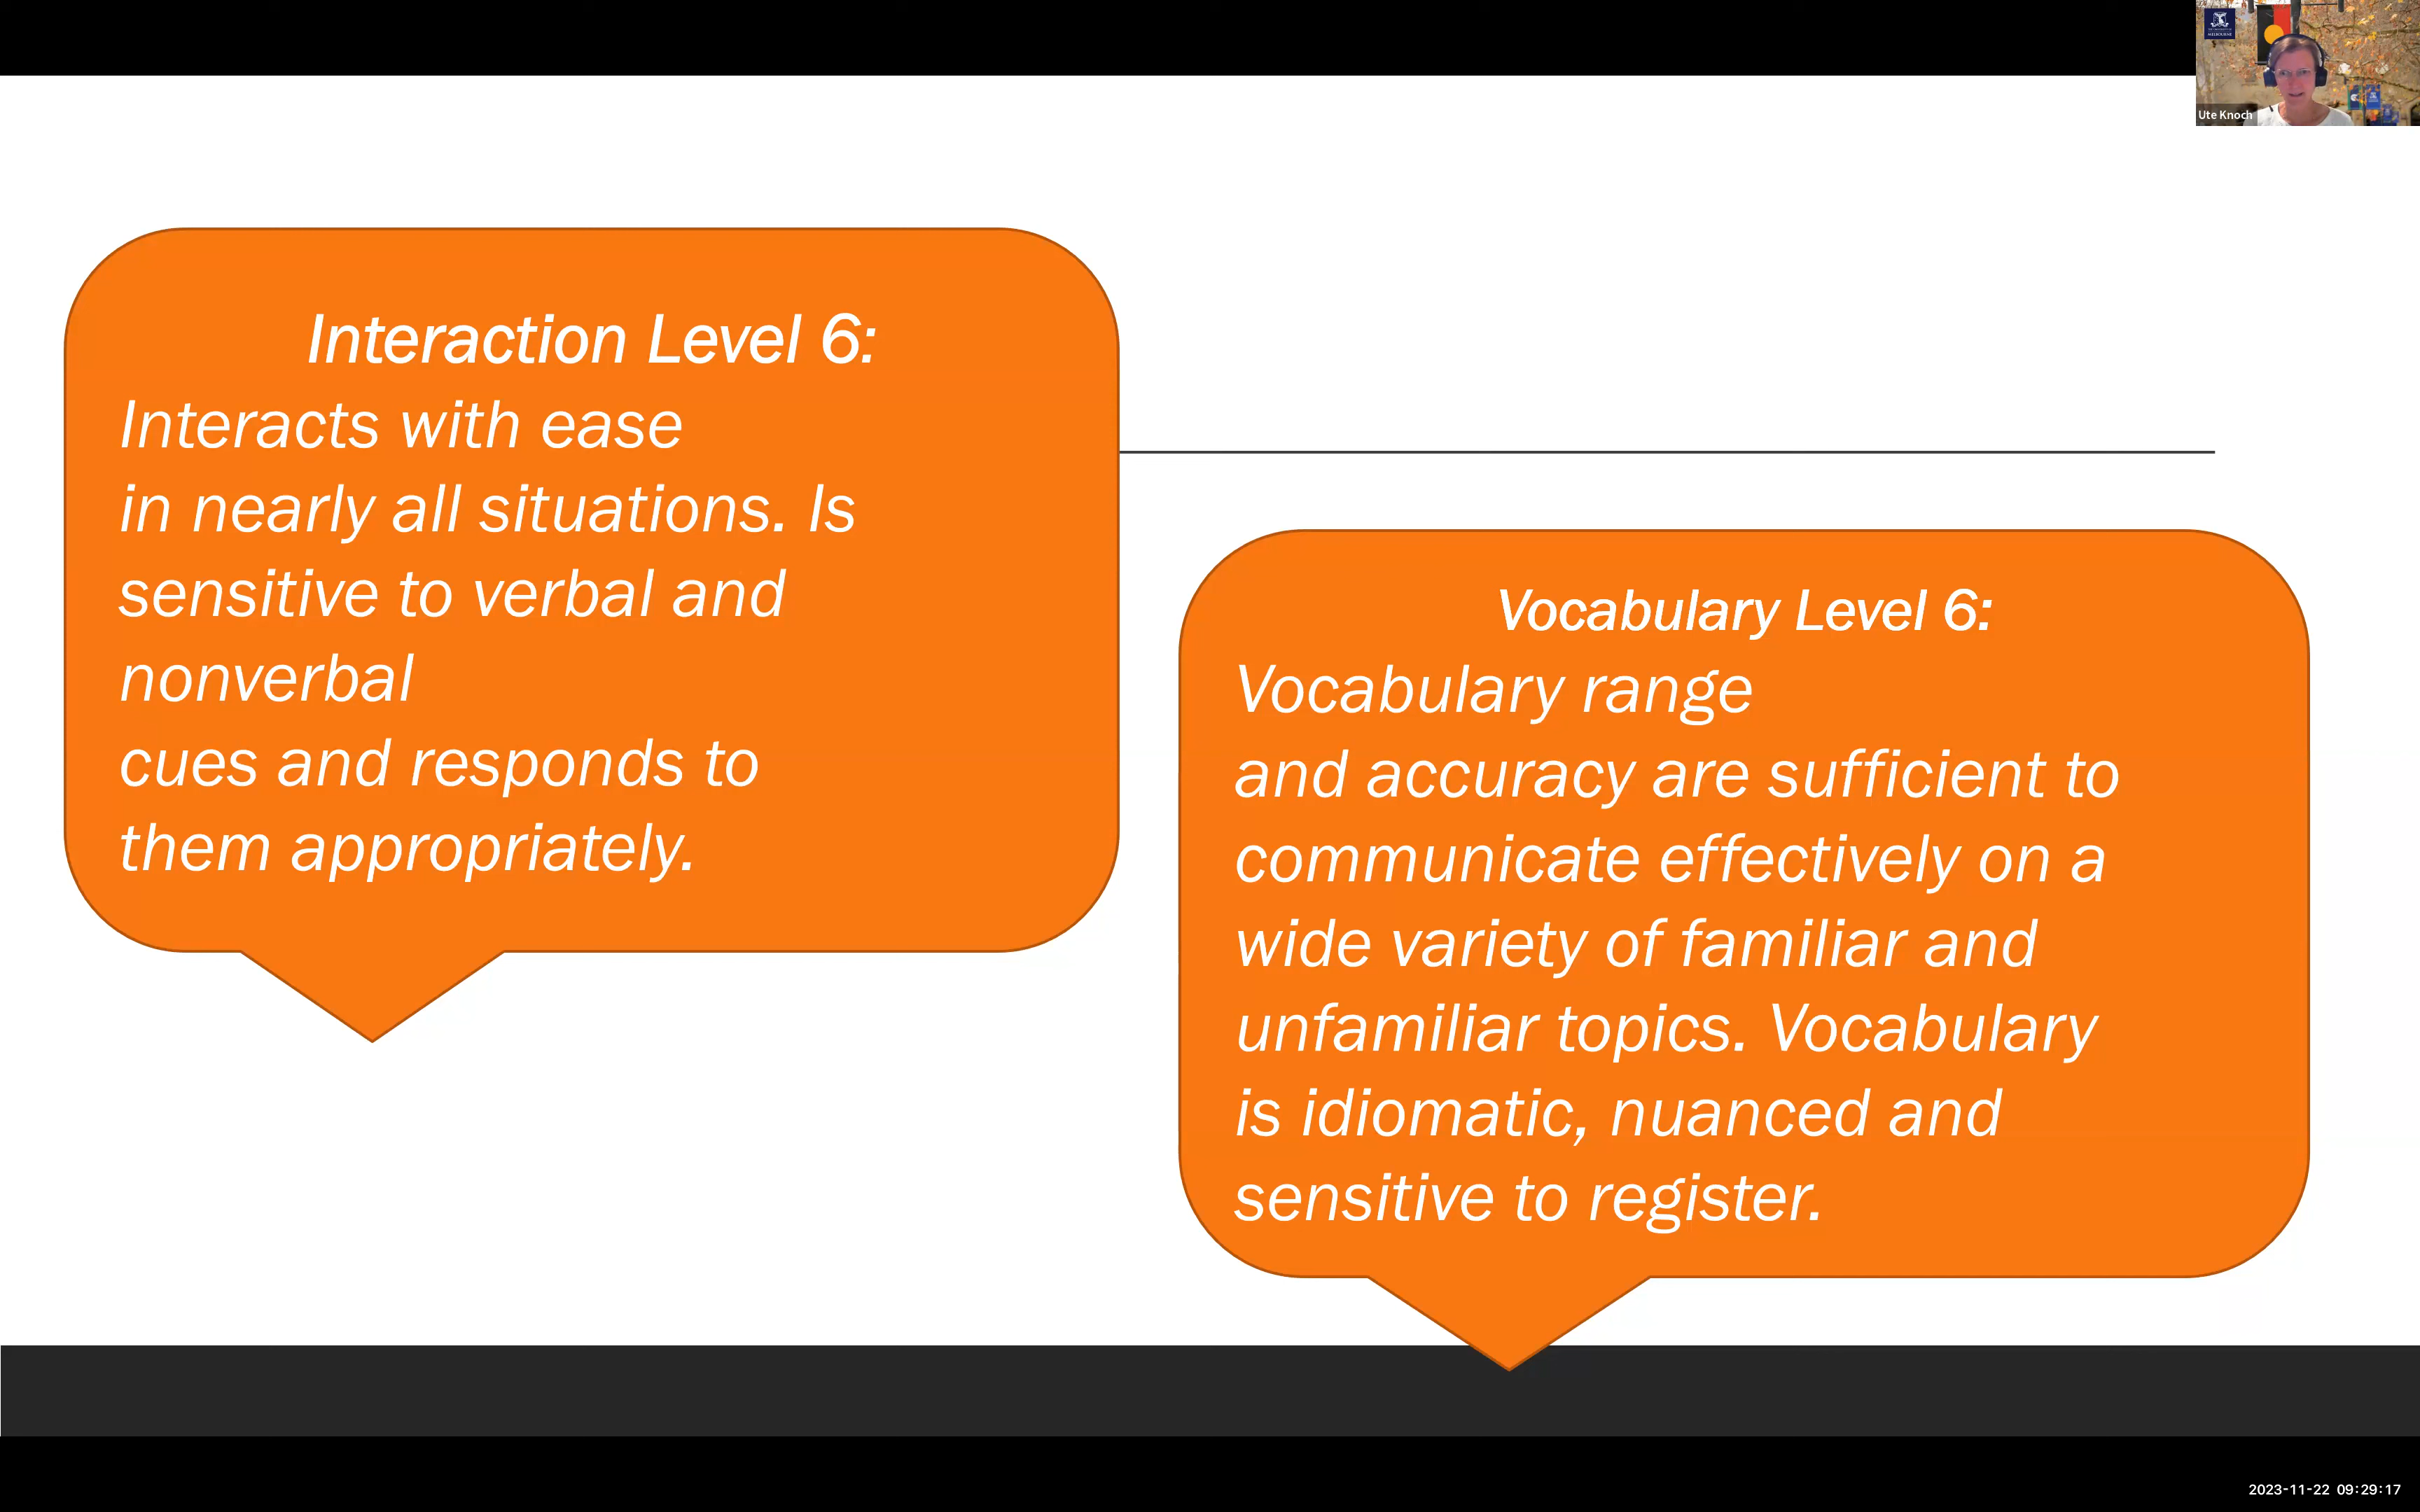 Ute Knoch
Interaction Level 6:
Interacts with ease
in nearly all situations. Is
sensitive to verbal and
nonverbal
cues and responds to
them appropriately.
Vocabulary Level 6:
Vocabulary range
and accuracy are sufficient to
communicate effectively on a
wide variety of familiar and
unfamiliar topics. Vocabulary
is idiomatic, nuanced and
sensitive to register.
2023-11-22 09:29:17